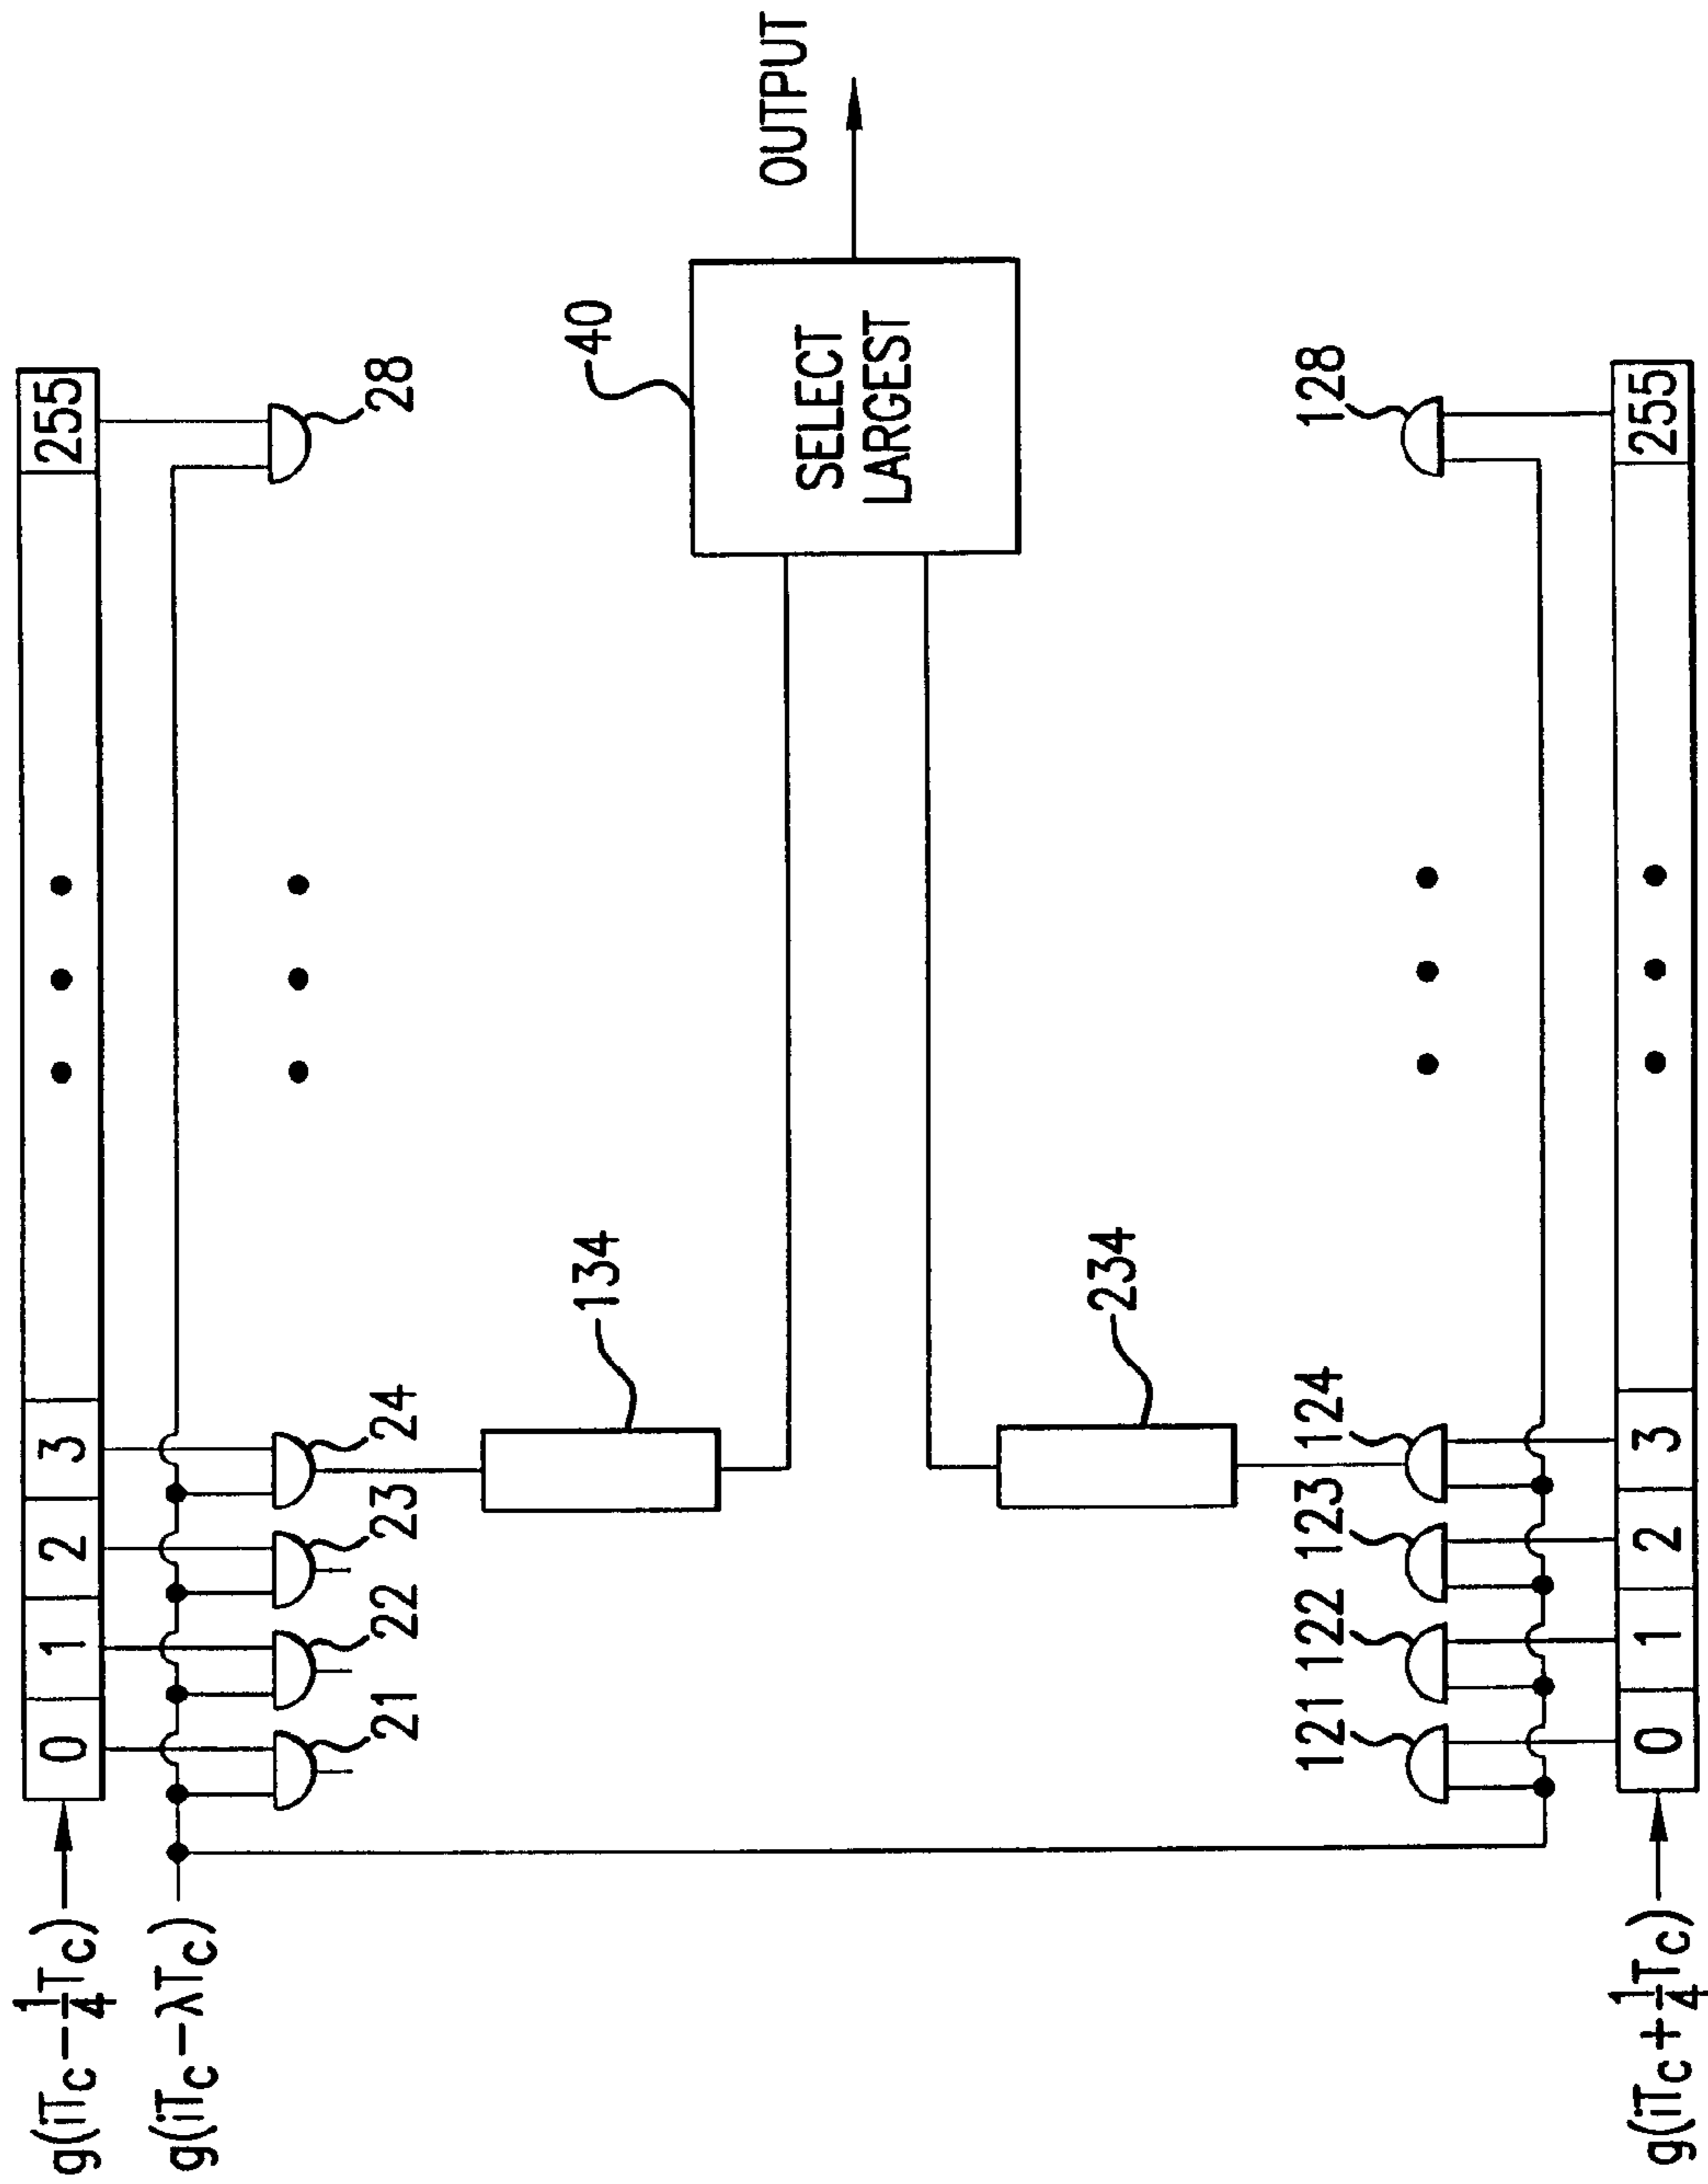 g(iTc−1/4Tc)
0 1 2 3 255
g(iTc−λTc)
21 22 23 24 28
134
40
SELECT
LARGEST
OUTPUT
234
121 122 123 124 128
g(iTc+1/4Tc)
0 1 2 3 255